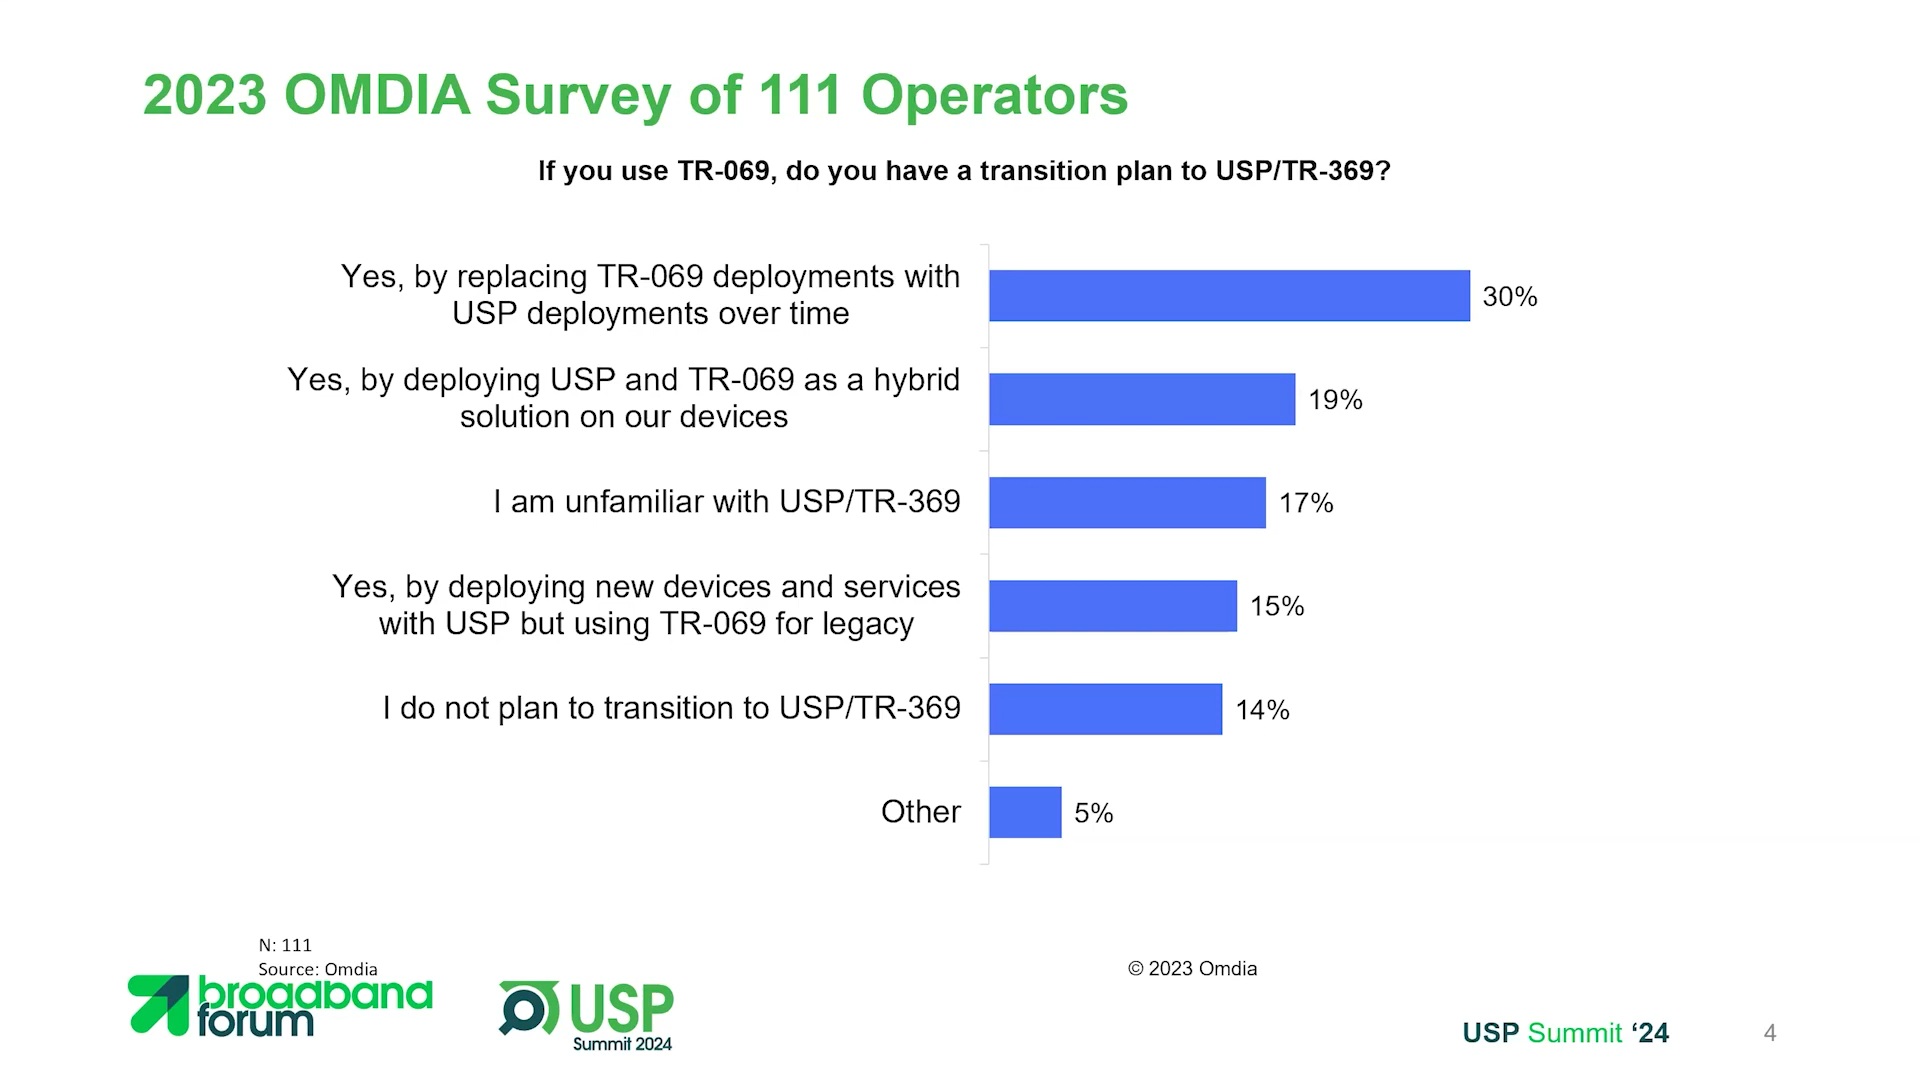 2023 OMDIA Survey of 111 Operators
If you use TR-069, do you have a transition plan to USP/TR-369?
Yes, by replacing TR-069 deployments with
USP deployments over time
30%
Yes, by deploying USP and TR-069 as a hybrid
solution on our devices
19%
I am unfamiliar with USP/TR-369
17%
Yes, by deploying new devices and services
with USP but using TR-069 for legacy
15%
I do not plan to transition to USP/TR-369
14%
Other
5%
N: 111
Source: Omdia
© 2023 Omdia
broadband
forum
USP
Summit 2024
USP Summit ‘24
4